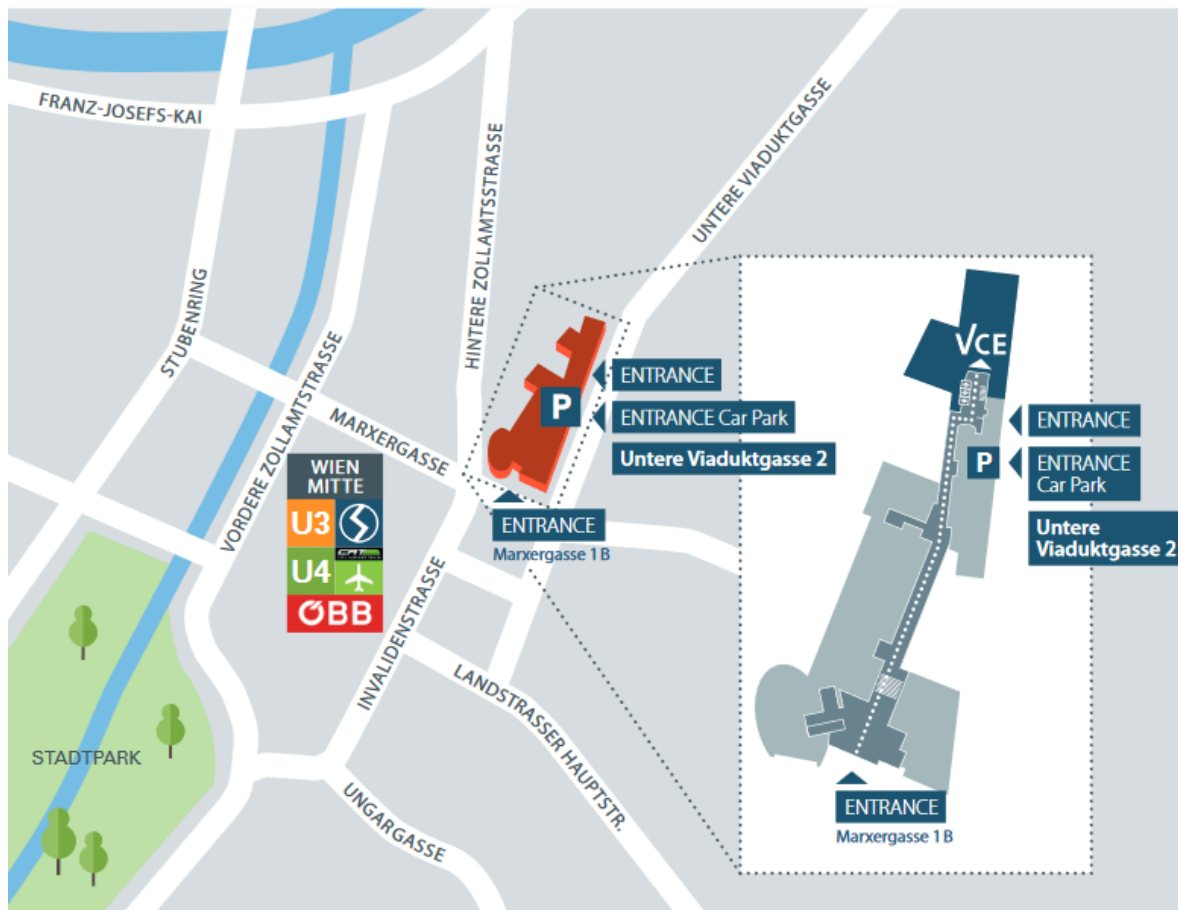 FRANZ-JOSEFS-KAI
STUBENRING
VORDERE ZOLLAMTSTRASSE
HINTERE ZOLLAMTSSTRASSE
UNTERE VIADUKTGASSE
MARXERGASSE
WIEN
MITTE
U3
U4
CAT
ÖBB
P
ENTRANCE
ENTRANCE Car Park
Untere Viaduktgasse 2
ENTRANCE
Marxergasse 1 B
INVALIDENSTRASSE
LANDSTRASSER HAUPTSTR.
UNGARGASSE
STADTPARK
VCE
ENTRANCE
P
ENTRANCE
Car Park
Untere
Viaduktgasse 2
ENTRANCE
Marxergasse 1 B